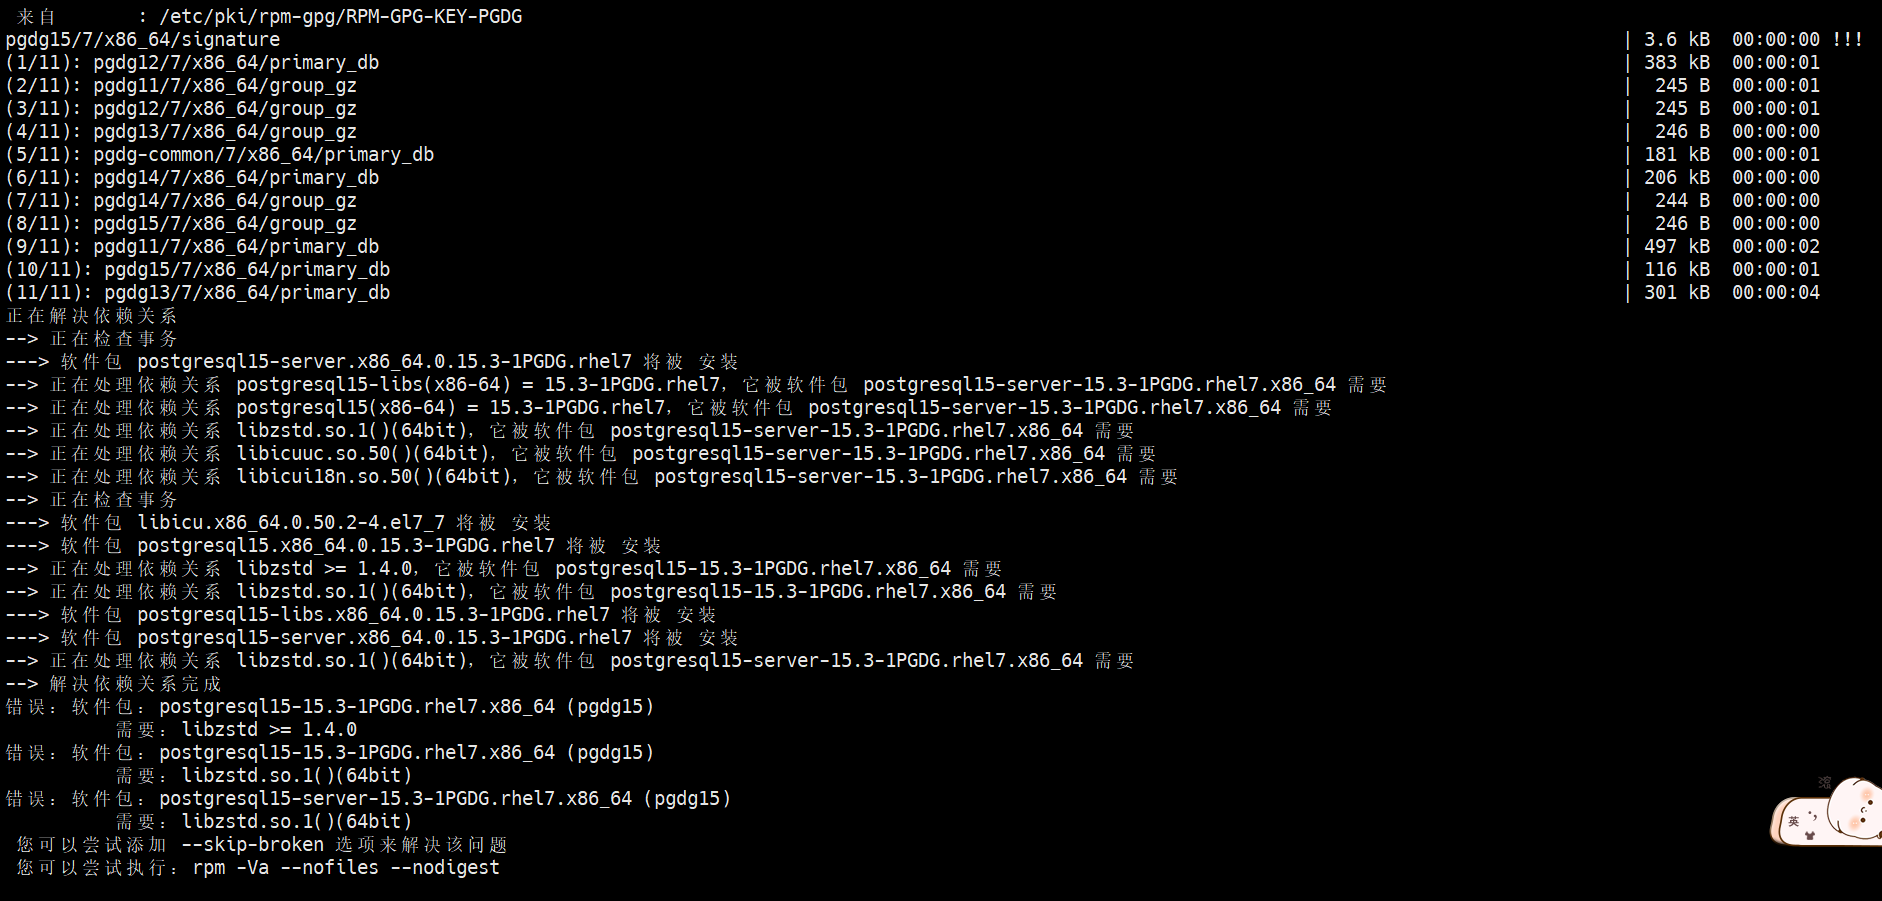 来自       : /etc/pki/rpm-gpg/RPM-GPG-KEY-PGDG
pgdg15/7/x86_64/signature | 3.6 kB  00:00:00 !!!
(1/11): pgdg12/7/x86_64/primary_db | 383 kB  00:00:01
(2/11): pgdg11/7/x86_64/group_gz | 245 B  00:00:01
(3/11): pgdg12/7/x86_64/group_gz | 245 B  00:00:01
(4/11): pgdg13/7/x86_64/group_gz | 246 B  00:00:00
(5/11): pgdg-common/7/x86_64/primary_db | 181 kB  00:00:01
(6/11): pgdg14/7/x86_64/primary_db | 206 kB  00:00:00
(7/11): pgdg14/7/x86_64/group_gz | 244 B  00:00:00
(8/11): pgdg15/7/x86_64/group_gz | 246 B  00:00:00
(9/11): pgdg11/7/x86_64/primary_db | 497 kB  00:00:02
(10/11): pgdg15/7/x86_64/primary_db | 116 kB  00:00:01
(11/11): pgdg13/7/x86_64/primary_db | 301 kB  00:00:04
正在解决依赖关系
--> 正在检查事务
---> 软件包 postgresql15-server.x86_64.0.15.3-1PGDG.rhel7 将被 安装
--> 正在处理依赖关系 postgresql15-libs(x86-64) = 15.3-1PGDG.rhel7，它被软件包 postgresql15-server-15.3-1PGDG.rhel7.x86_64 需要
--> 正在处理依赖关系 postgresql15(x86-64) = 15.3-1PGDG.rhel7，它被软件包 postgresql15-server-15.3-1PGDG.rhel7.x86_64 需要
--> 正在处理依赖关系 libzstd.so.1()(64bit)，它被软件包 postgresql15-server-15.3-1PGDG.rhel7.x86_64 需要
--> 正在处理依赖关系 libicuuc.so.50()(64bit)，它被软件包 postgresql15-server-15.3-1PGDG.rhel7.x86_64 需要
--> 正在处理依赖关系 libicui18n.so.50()(64bit)，它被软件包 postgresql15-server-15.3-1PGDG.rhel7.x86_64 需要
--> 正在检查事务
---> 软件包 libicu.x86_64.0.50.2-4.el7_7 将被 安装
---> 软件包 postgresql15.x86_64.0.15.3-1PGDG.rhel7 将被 安装
--> 正在处理依赖关系 libzstd >= 1.4.0，它被软件包 postgresql15-15.3-1PGDG.rhel7.x86_64 需要
--> 正在处理依赖关系 libzstd.so.1()(64bit)，它被软件包 postgresql15-15.3-1PGDG.rhel7.x86_64 需要
---> 软件包 postgresql15-libs.x86_64.0.15.3-1PGDG.rhel7 将被 安装
---> 软件包 postgresql15-server.x86_64.0.15.3-1PGDG.rhel7 将被 安装
--> 正在处理依赖关系 libzstd.so.1()(64bit)，它被软件包 postgresql15-server-15.3-1PGDG.rhel7.x86_64 需要
--> 解决依赖关系完成
错误：软件包：postgresql15-15.3-1PGDG.rhel7.x86_64 (pgdg15)
需要：libzstd >= 1.4.0
错误：软件包：postgresql15-15.3-1PGDG.rhel7.x86_64 (pgdg15)
需要：libzstd.so.1()(64bit)
错误：软件包：postgresql15-server-15.3-1PGDG.rhel7.x86_64 (pgdg15)
需要：libzstd.so.1()(64bit)
您可以尝试添加 --skip-broken 选项来解决该问题
您可以尝试执行：rpm -Va --nofiles --nodigest
英